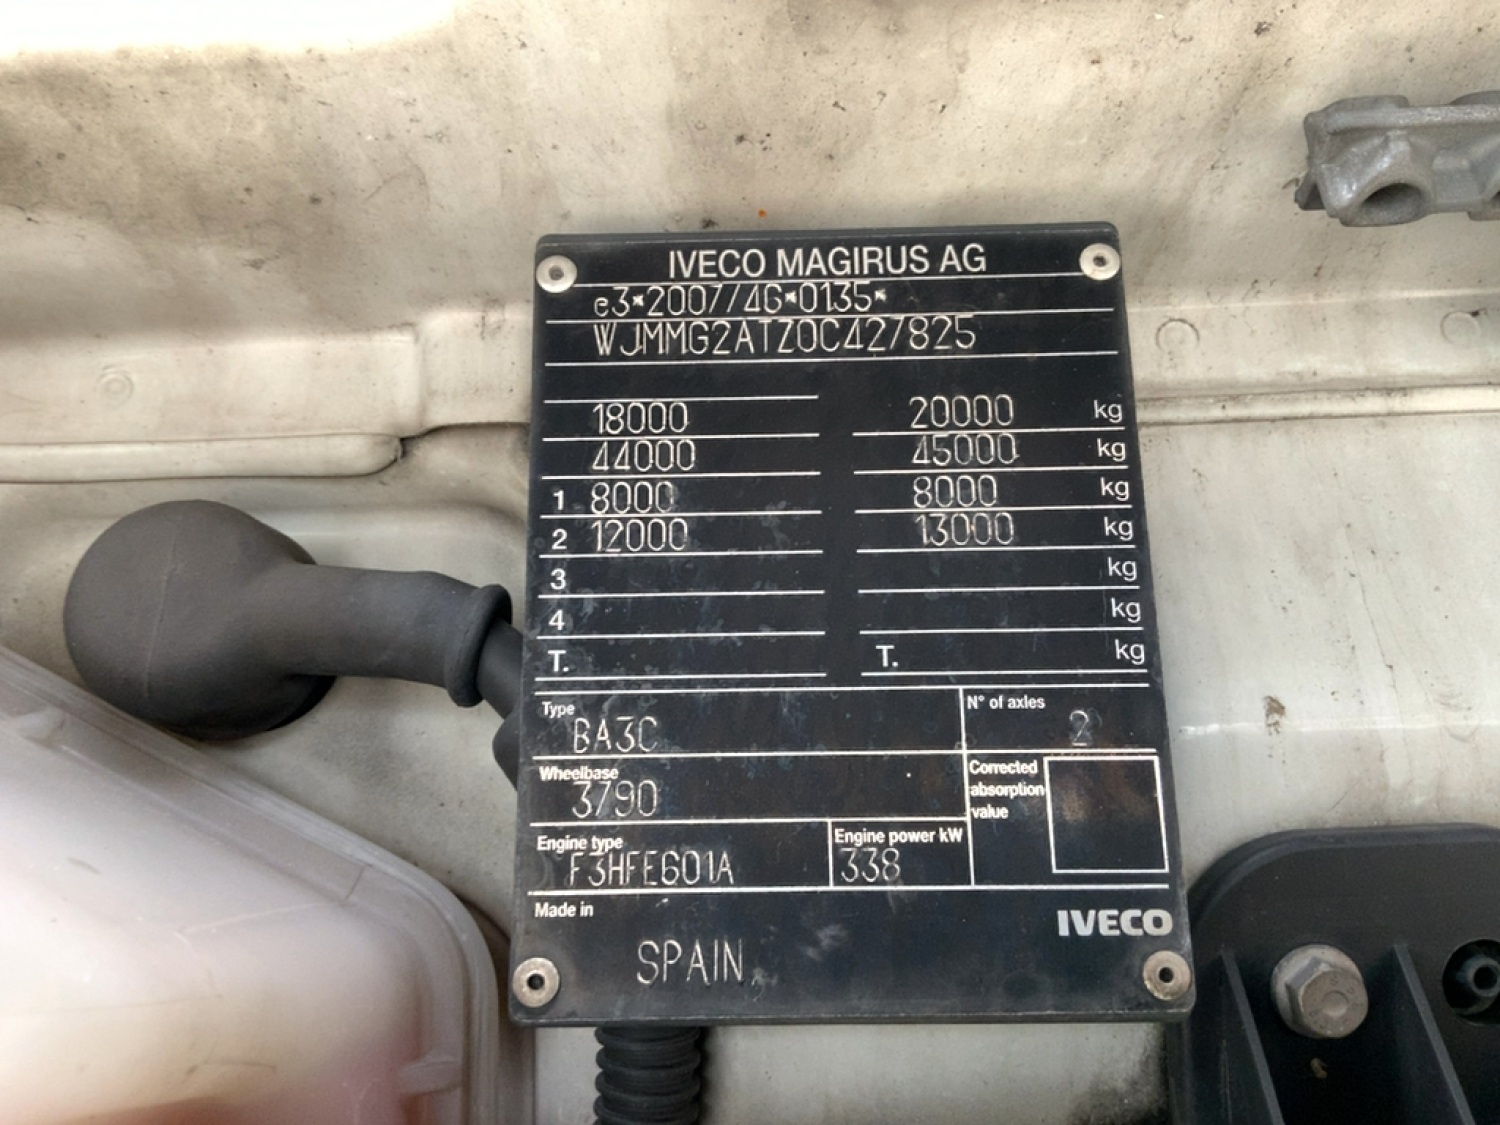 IVECO MAGIRUS AG
e3*2007/46*0135*
WJMMG2ATZ0C427825
18000 20000 kg
44000 45000 kg
1 8000 8000 kg
2 12000 13000 kg
3 kg
4 kg
T. T. kg
Type N° of axles
BA3C 2
Wheelbase Corrected absorption value
3790
Engine type Engine power kW
F3HFE601A 338
Made in
IVECO
SPAIN